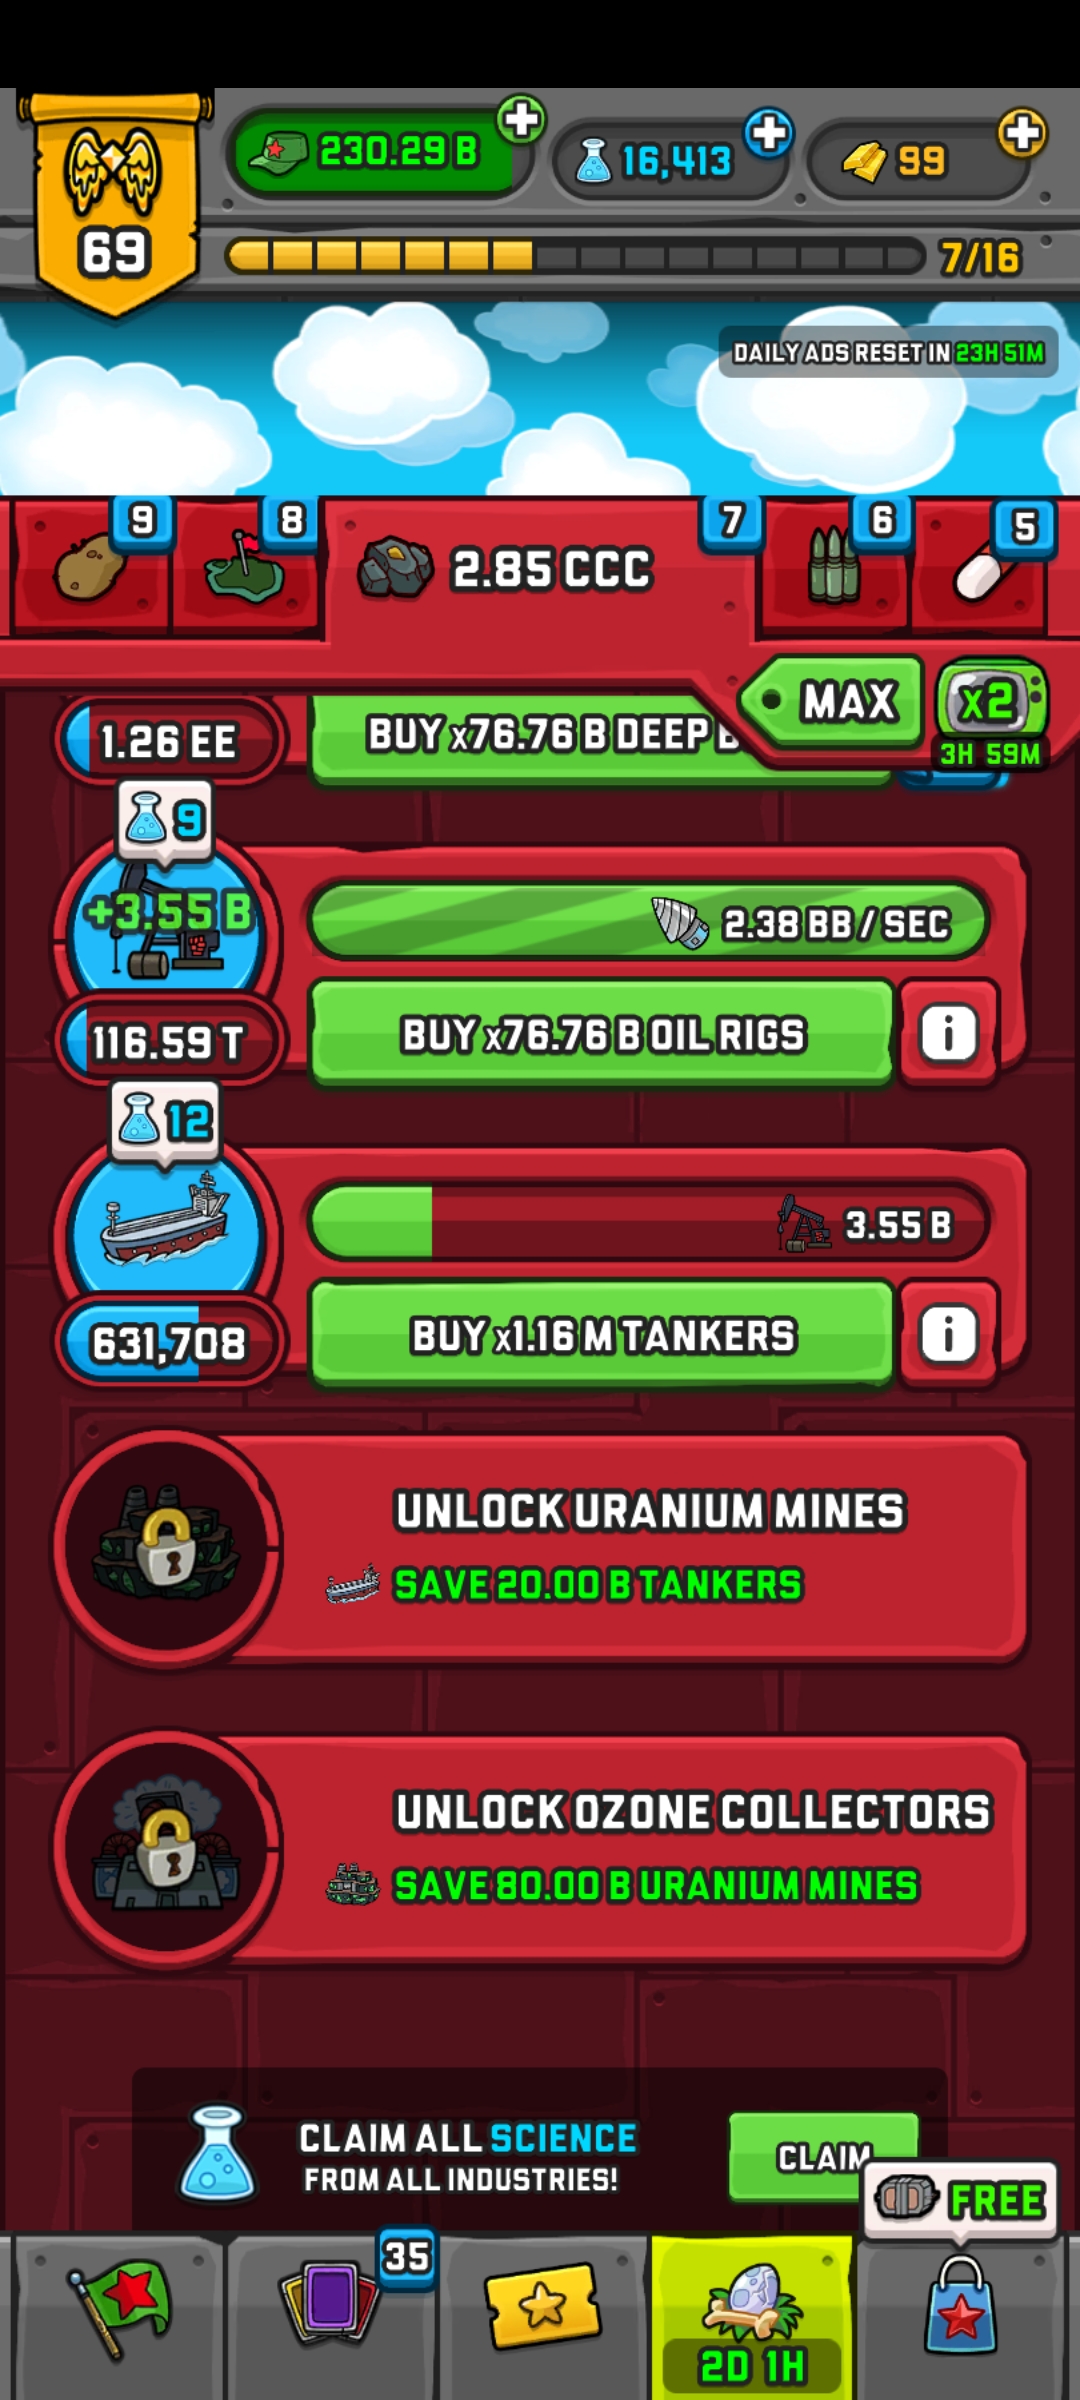 230.29 B
16,413
99
69
7/16
DAILY ADS RESET IN 23H 51M
9
8
2.85 CCC
7
6
5
MAX
x2
3H 59M
1.26 EE
BUY x76.76 B DEEP
9
+3.55 B
2.38 BB / SEC
116.59 T
BUY x76.76 B OIL RIGS
i
12
3.55 B
631,708
BUY x1.16 M TANKERS
i
UNLOCK URANIUM MINES
SAVE 20.00 B TANKERS
UNLOCK OZONE COLLECTORS
SAVE 80.00 B URANIUM MINES
CLAIM ALL SCIENCE
FROM ALL INDUSTRIES!
CLAIM
FREE
35
2D 1H